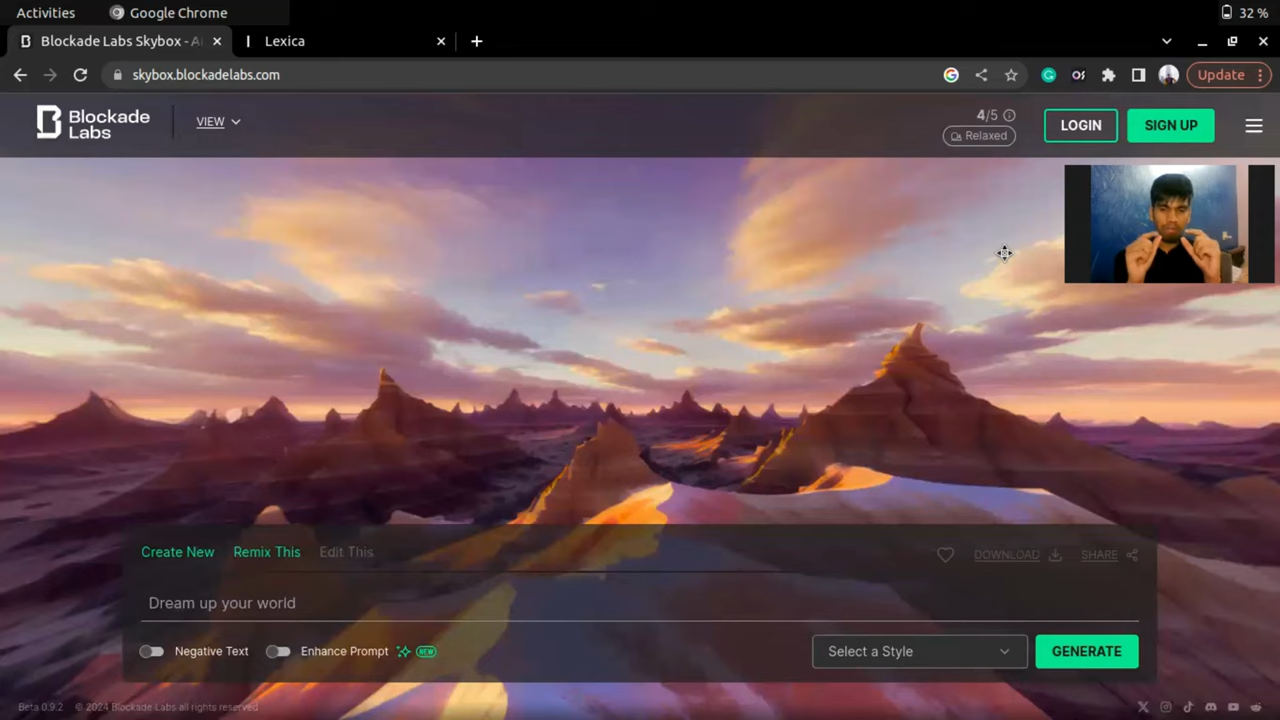 Activities Google Chrome 32 %
Blockade Labs Skybox - A Lexica
skybox.blockadelabs.com Update
Blockade Labs VIEW 4/5 Relaxed LOGIN SIGN UP
Create New Remix This Edit This DOWNLOAD SHARE
Dream up your world
Negative Text Enhance Prompt NEW Select a Style GENERATE
Beta 0.9.2 © 2024 Blockade Labs all rights reserved